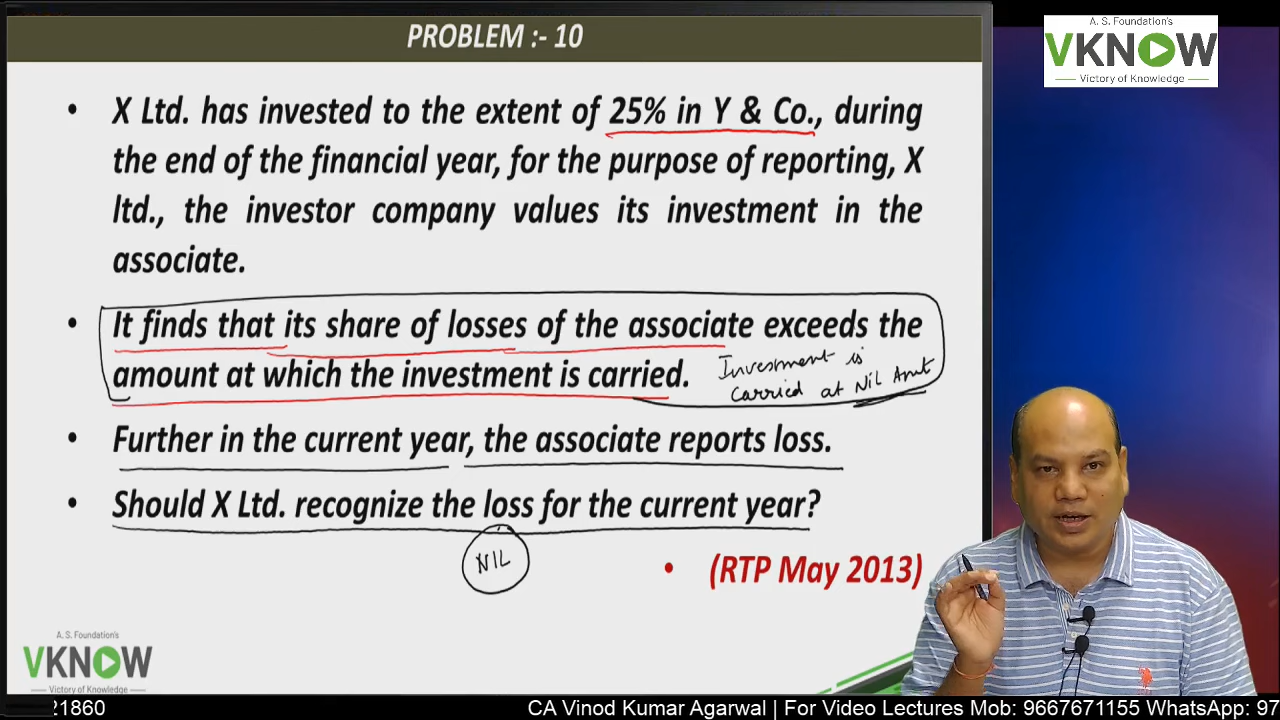 PROBLEM :- 10
A. S. Foundation's
VKNOW
Victory of Knowledge
• X Ltd. has invested to the extent of 25% in Y & Co., during
the end of the financial year, for the purpose of reporting, X
ltd., the investor company values its investment in the
associate.
• It finds that its share of losses of the associate exceeds the
amount at which the investment is carried.
Investment is
carried at Nil Amt
• Further in the current year, the associate reports loss.
• Should X Ltd. recognize the loss for the current year?
NIL
• (RTP May 2013)
A. S. Foundation's
VKNOW
Victory of Knowledge
21860 CA Vinod Kumar Agarwal | For Video Lectures Mob: 9667671155 WhatsApp: 97